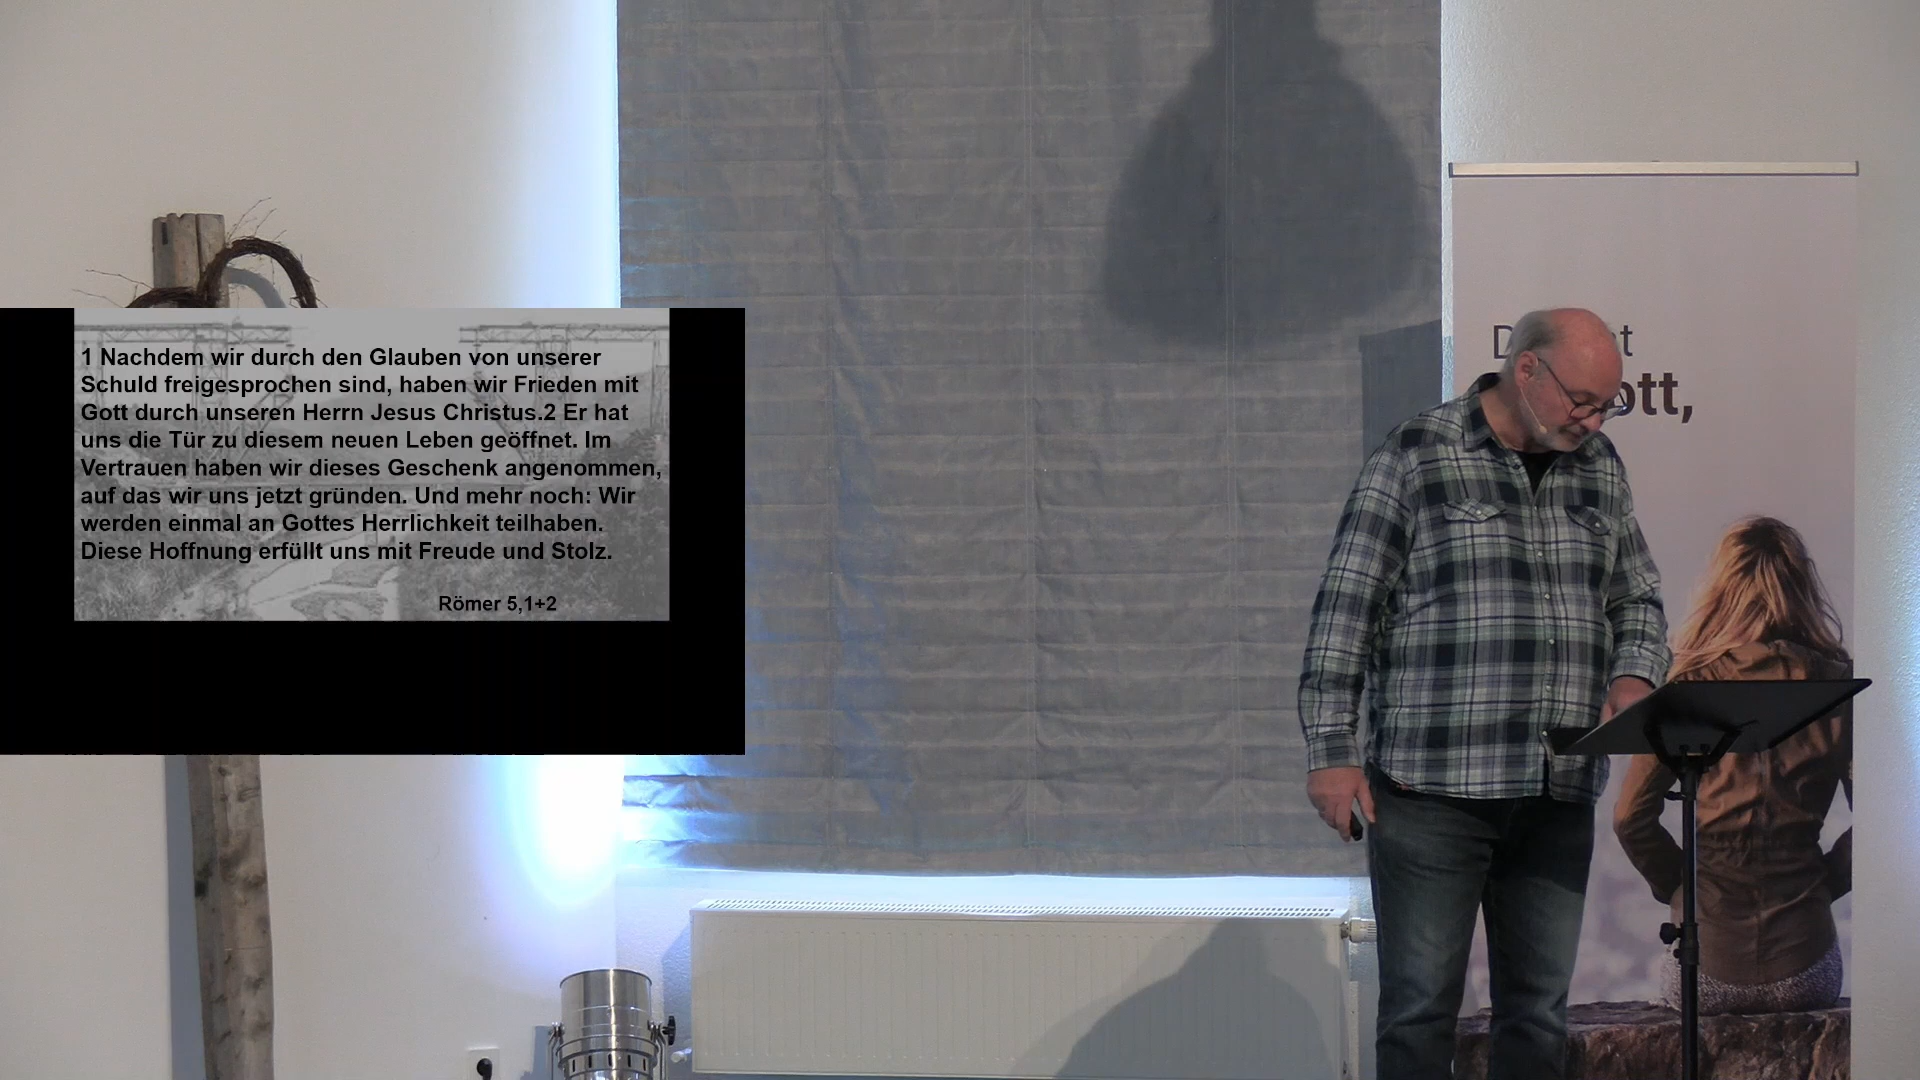 1 Nachdem wir durch den Glauben von unserer
Schuld freigesprochen sind, haben wir Frieden mit
Gott durch unseren Herrn Jesus Christus.2 Er hat
uns die Tür zu diesem neuen Leben geöffnet. Im
Vertrauen haben wir dieses Geschenk angenommen,
auf das wir uns jetzt gründen. Und mehr noch: Wir
werden einmal an Gottes Herrlichkeit teilhaben.
Diese Hoffnung erfüllt uns mit Freude und Stolz.
Römer 5,1+2